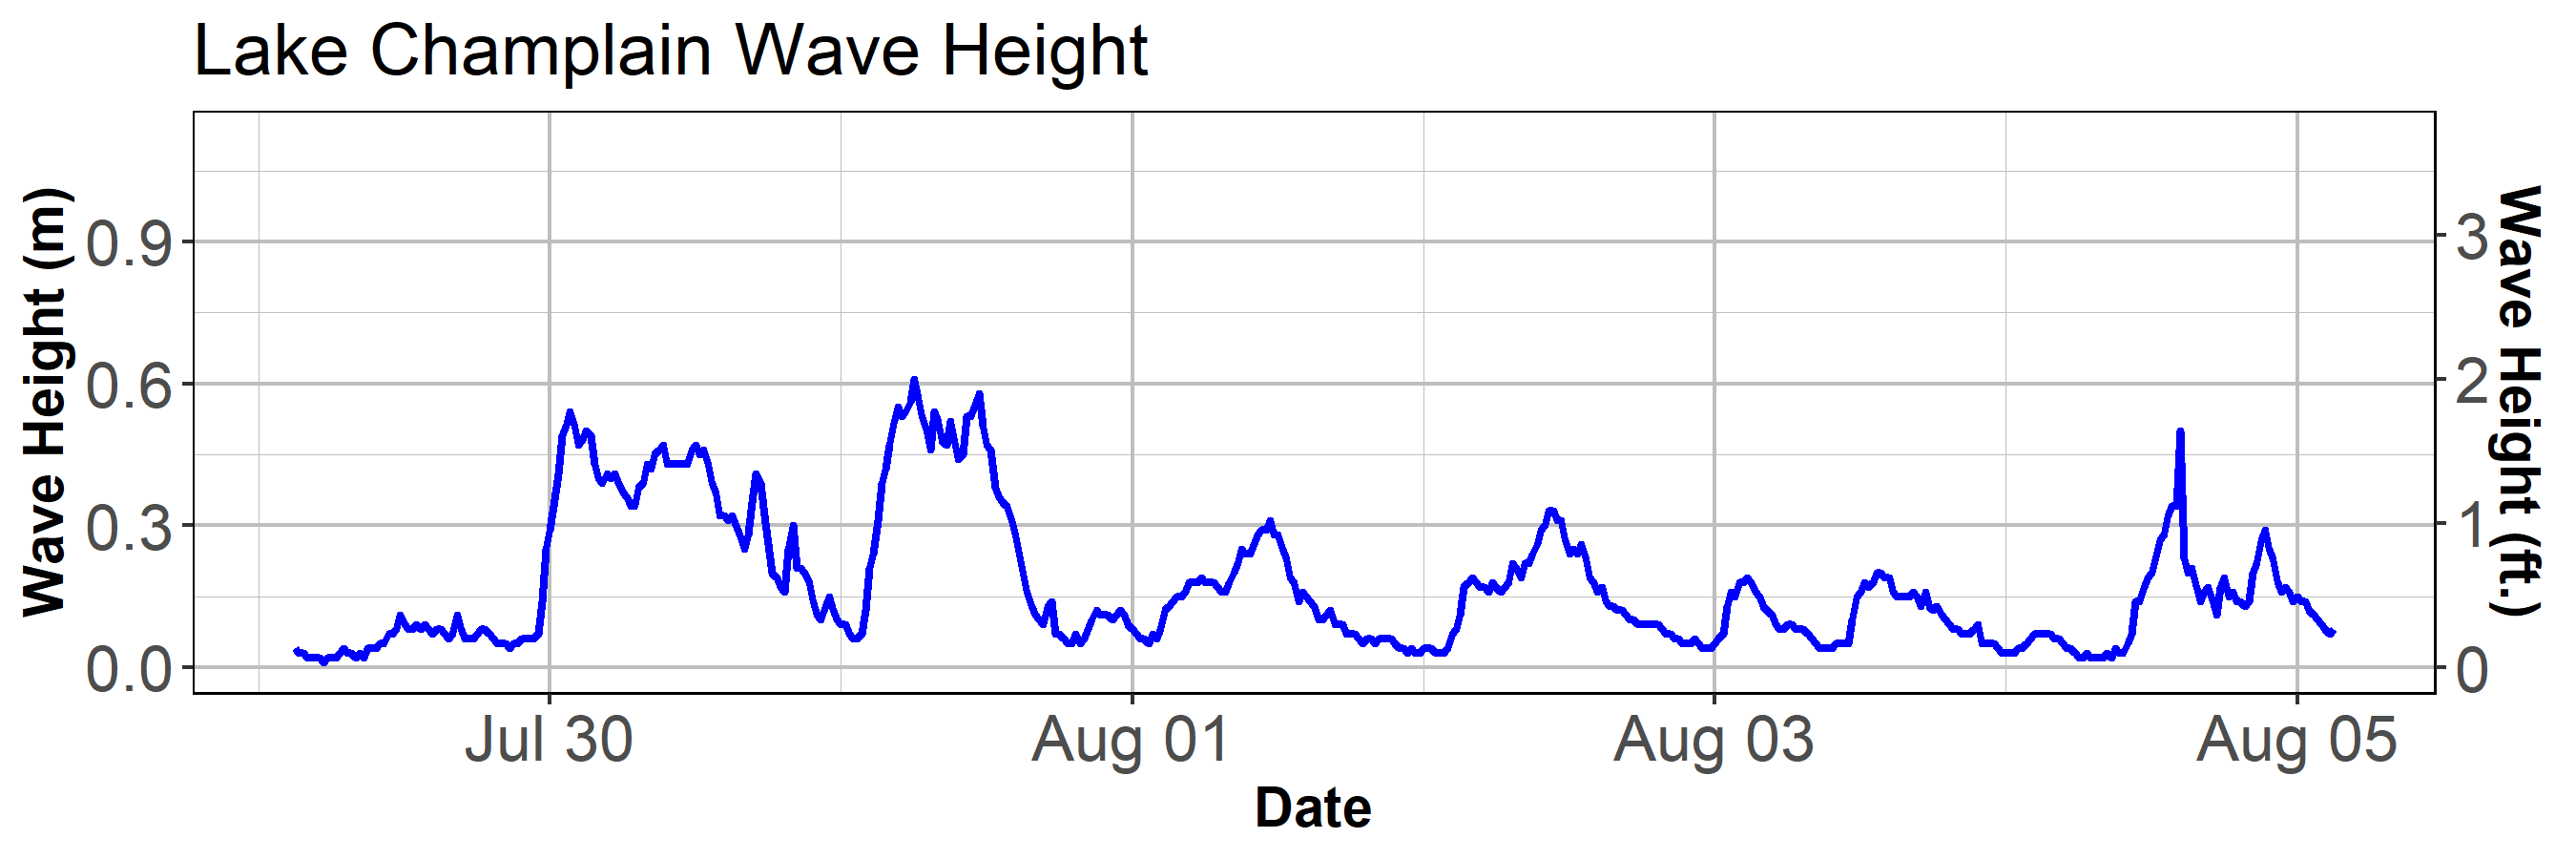 Lake Champlain Wave Height
Wave Height (m)
0.9
0.6
0.3
0.0
3
2
1
0
Wave Height (ft.)
Jul 30 Aug 01 Aug 03 Aug 05
Date